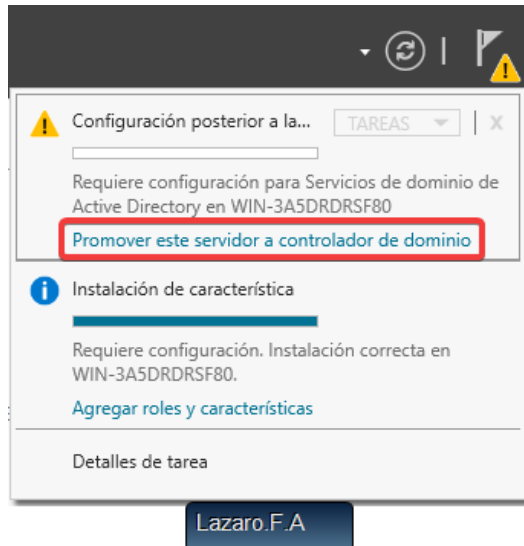 Configuración posterior a la... TAREAS X
Requiere configuración para Servicios de dominio de
Active Directory en WIN-3A5DRDRSF80
Promover este servidor a controlador de dominio
Instalación de característica
Requiere configuración. Instalación correcta en
WIN-3A5DRDRSF80.
Agregar roles y características
Detalles de tarea
Lazaro.F.A